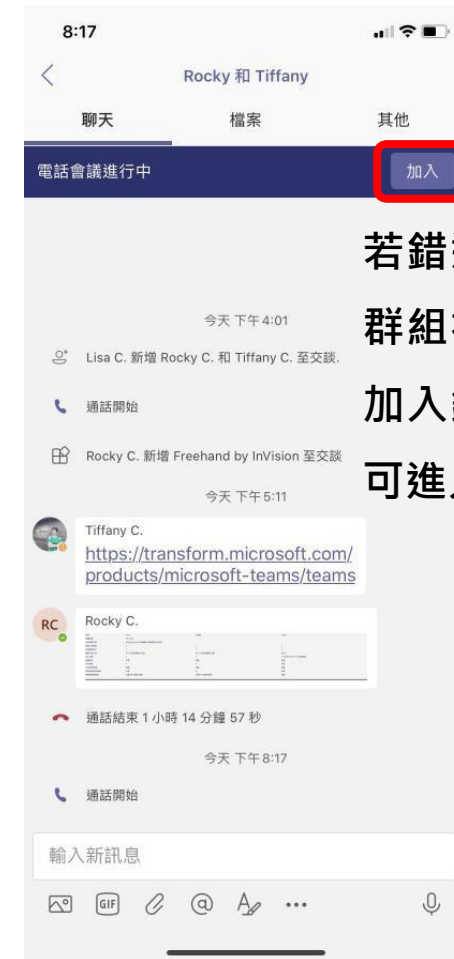 8:17
Rocky 和 Tiffany
聊天 檔案 其他
電話會議進行中 加入
若錯
群組
加入
可進
今天 下午 4:01
Lisa C. 新增 Rocky C. 和 Tiffany C. 至交談.
通話開始
Rocky C. 新增 Freehand by InVision 至交談
今天 下午 5:11
Tiffany C.
https://transform.microsoft.com/
products/microsoft-teams/teams
RC Rocky C.
通話結束 1 小時 14 分鐘 57 秒
今天 下午 8:17
通話開始
輸入新訊息
GIF